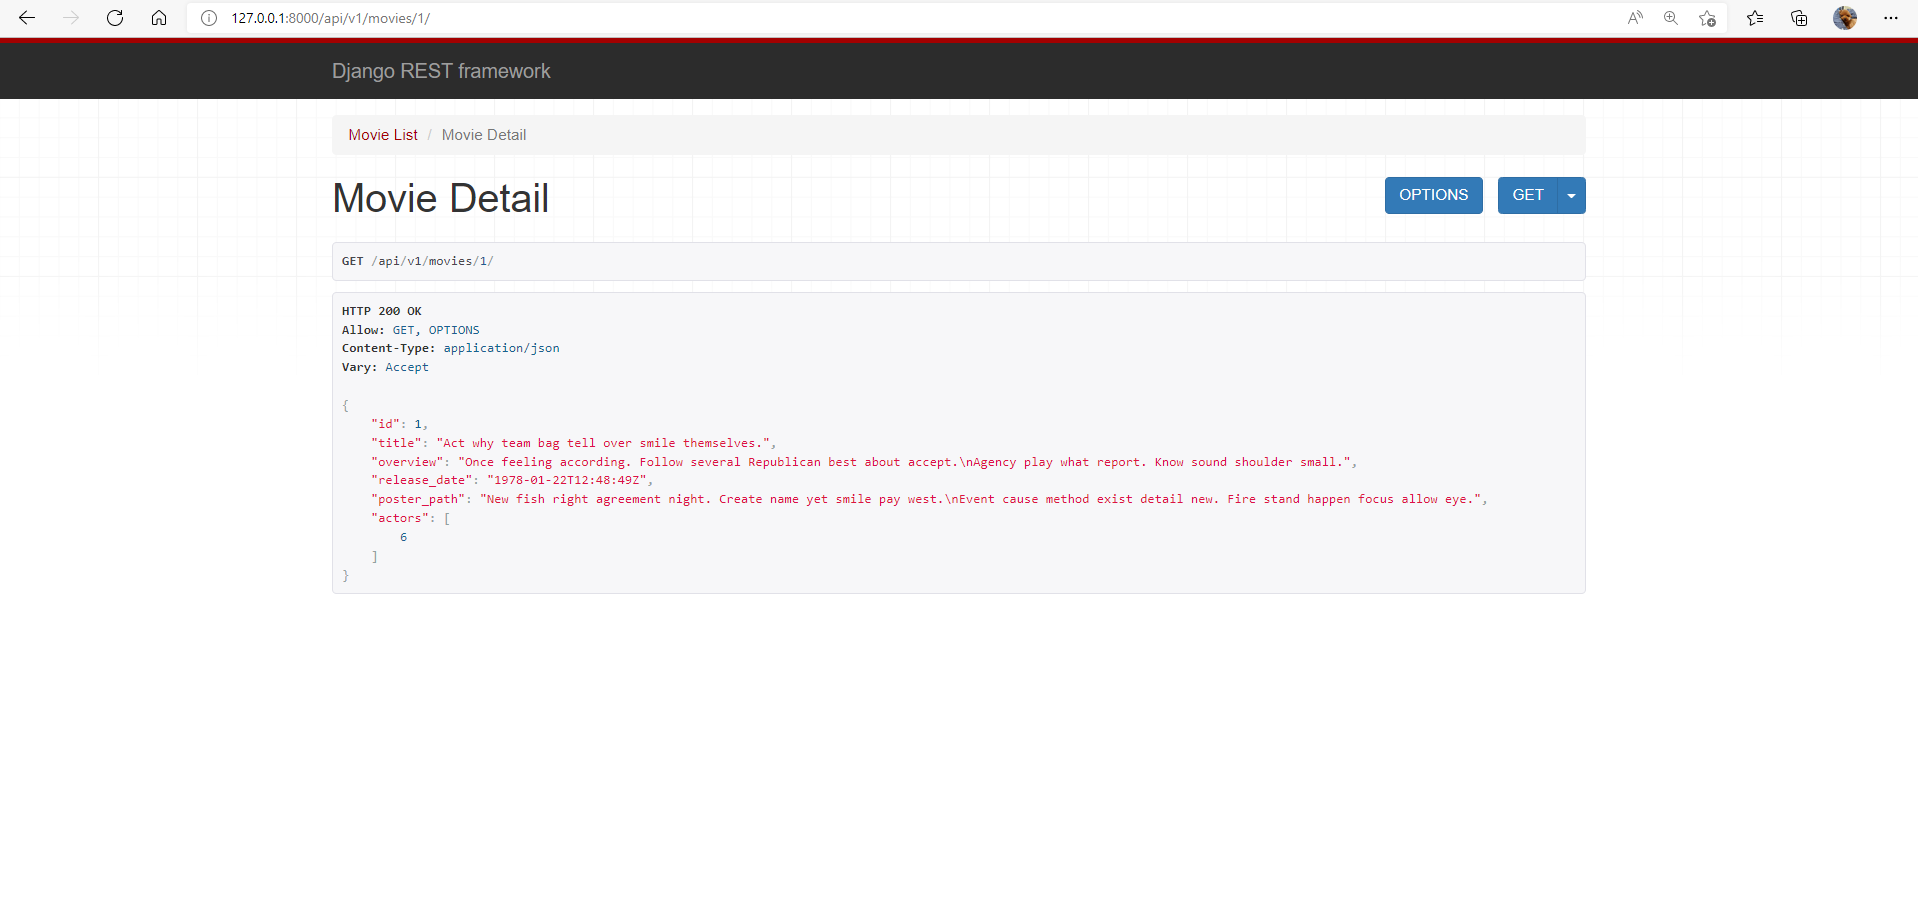 127.0.0.1:8000/api/v1/movies/1/
Django REST framework
Movie List / Movie Detail
Movie Detail
OPTIONS
GET
GET /api/v1/movies/1/
HTTP 200 OK
Allow: GET, OPTIONS
Content-Type: application/json
Vary: Accept
{
    "id": 1,
    "title": "Act why team bag tell over smile themselves.",
    "overview": "Once feeling according. Follow several Republican best about accept.\nAgency play what report. Know sound shoulder small.",
    "release_date": "1978-01-22T12:48:49Z",
    "poster_path": "New fish right agreement night. Create name yet smile pay west.\nEvent cause method exist detail new. Fire stand happen focus allow eye.",
    "actors": [
        6
    ]
}